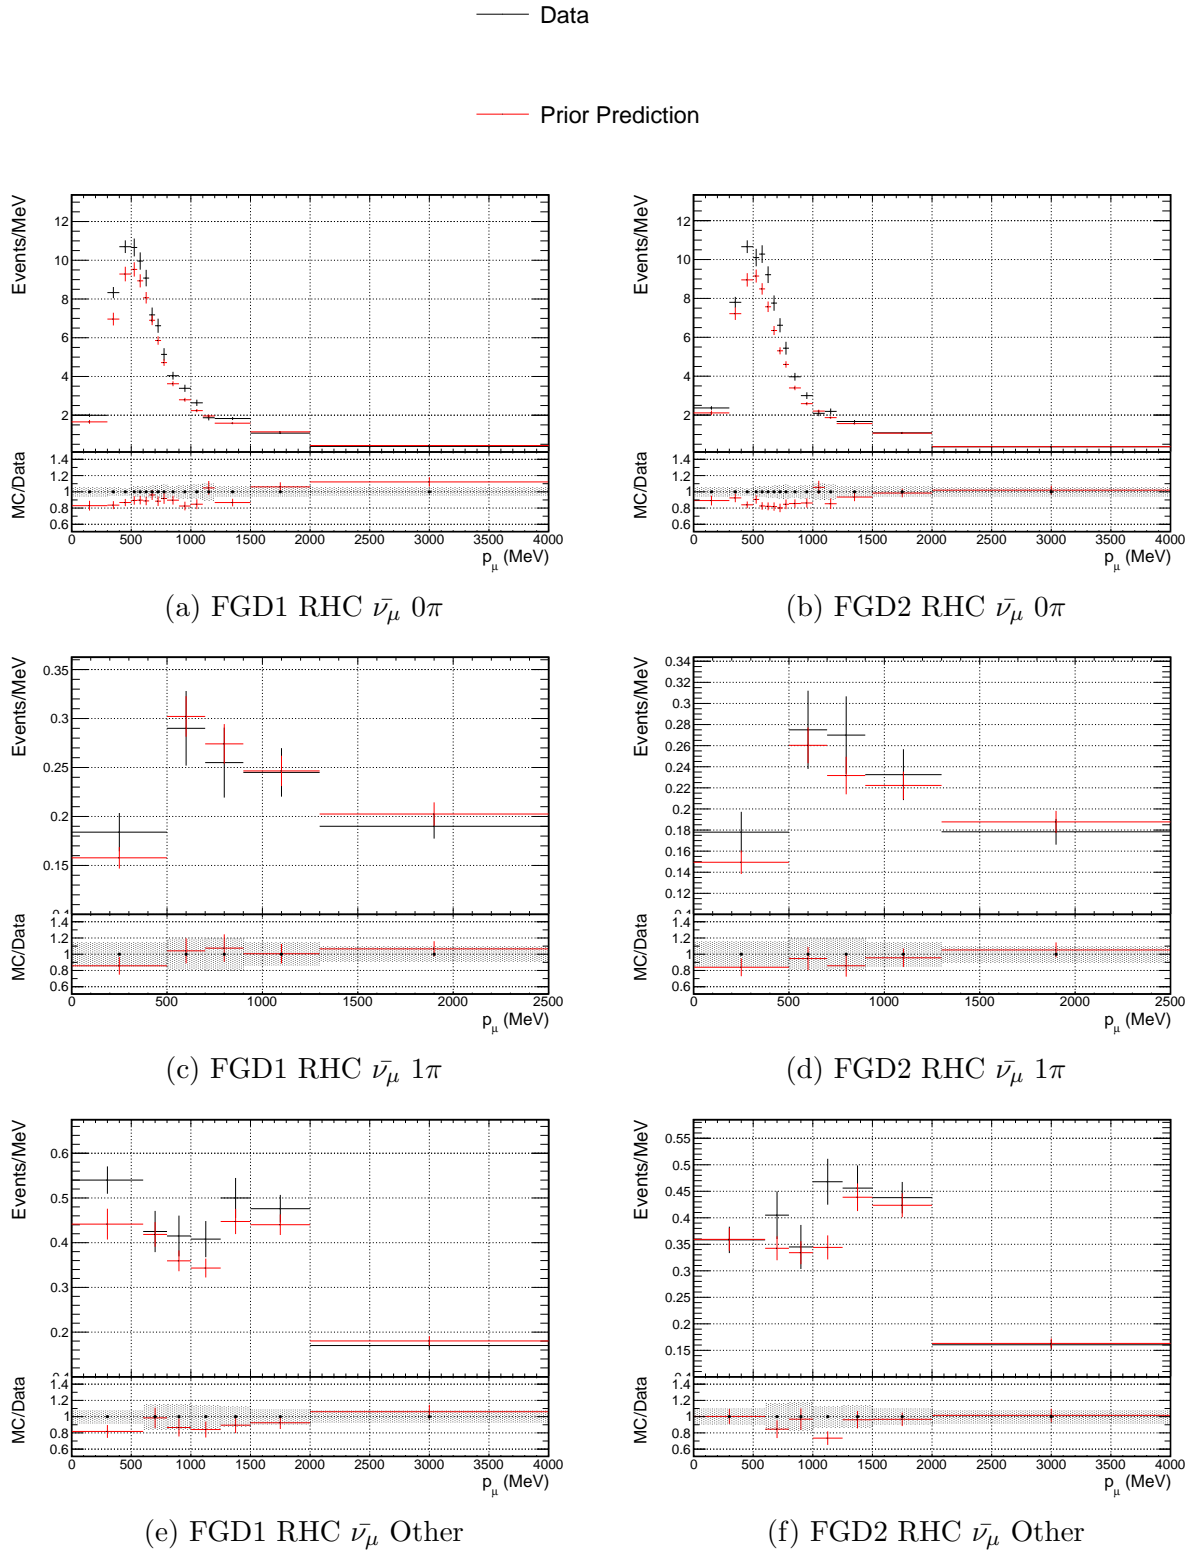 Data
Prior Prediction
Events/MeV
12
10
8
6
4
2
MC/Data
1.4
1.2
1
0.8
0.6
0 500 1000 1500 2000 2500 3000 3500 4000
p_μ (MeV)
(a) FGD1 RHC ν̄_μ 0π
Events/MeV
12
10
8
6
4
2
MC/Data
1.4
1.2
1
0.8
0.6
0 500 1000 1500 2000 2500 3000 3500 4000
p_μ (MeV)
(b) FGD2 RHC ν̄_μ 0π
Events/MeV
0.35
0.3
0.25
0.2
0.15
0.1
MC/Data
1.4
1.2
1
0.8
0.6
0 500 1000 1500 2000 2500
p_μ (MeV)
(c) FGD1 RHC ν̄_μ 1π
Events/MeV
0.34
0.32
0.3
0.28
0.26
0.24
0.22
0.2
0.18
0.16
0.14
0.12
0.1
MC/Data
1.4
1.2
1
0.8
0.6
0 500 1000 1500 2000 2500
p_μ (MeV)
(d) FGD2 RHC ν̄_μ 1π
Events/MeV
0.6
0.5
0.4
0.3
0.2
0.1
MC/Data
1.4
1.2
1
0.8
0.6
0 500 1000 1500 2000 2500 3000 3500 4000
p_μ (MeV)
(e) FGD1 RHC ν̄_μ Other
Events/MeV
0.55
0.5
0.45
0.4
0.35
0.3
0.25
0.2
0.15
0.1
MC/Data
1.4
1.2
1
0.8
0.6
0 500 1000 1500 2000 2500 3000 3500 4000
p_μ (MeV)
(f) FGD2 RHC ν̄_μ Other